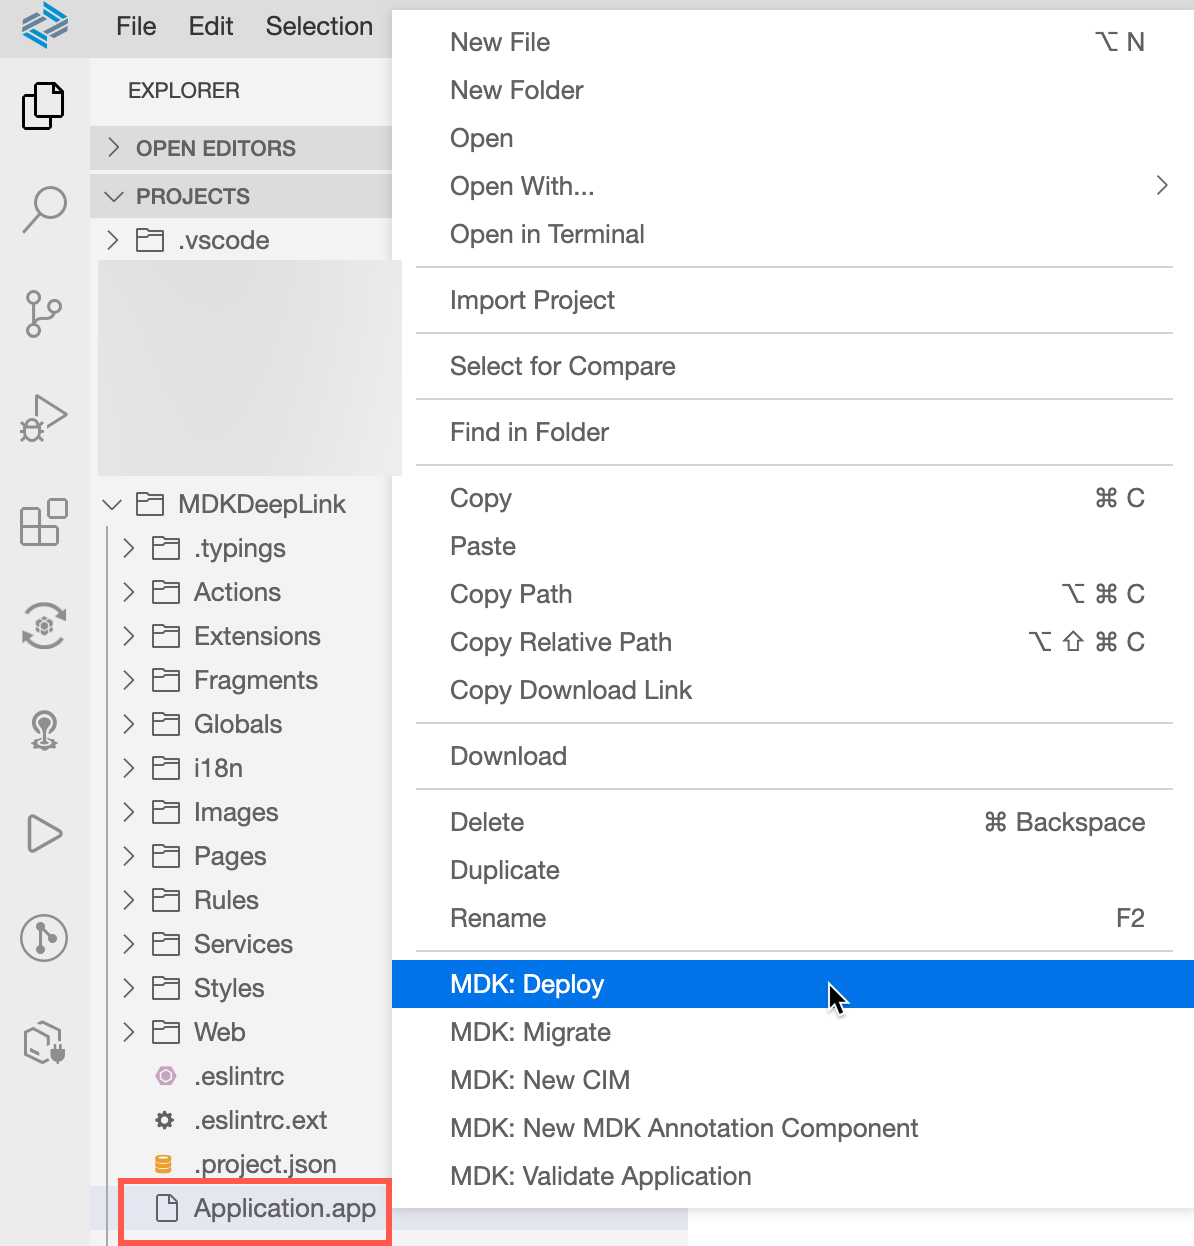 File Edit Selection
EXPLORER
OPEN EDITORS
PROJECTS
.vscode
MDKDeepLink
.typings
Actions
Extensions
Fragments
Globals
i18n
Images
Pages
Rules
Services
Styles
Web
.eslintrc
.eslintrc.ext
.project.json
Application.app
New File ⌥ N
New Folder
Open
Open With...
Open in Terminal
Import Project
Select for Compare
Find in Folder
Copy ⌘ C
Paste
Copy Path ⌥ ⌘ C
Copy Relative Path ⌥ ⇧ ⌘ C
Copy Download Link
Download
Delete ⌘ Backspace
Duplicate
Rename F2
MDK: Deploy
MDK: Migrate
MDK: New CIM
MDK: New MDK Annotation Component
MDK: Validate Application